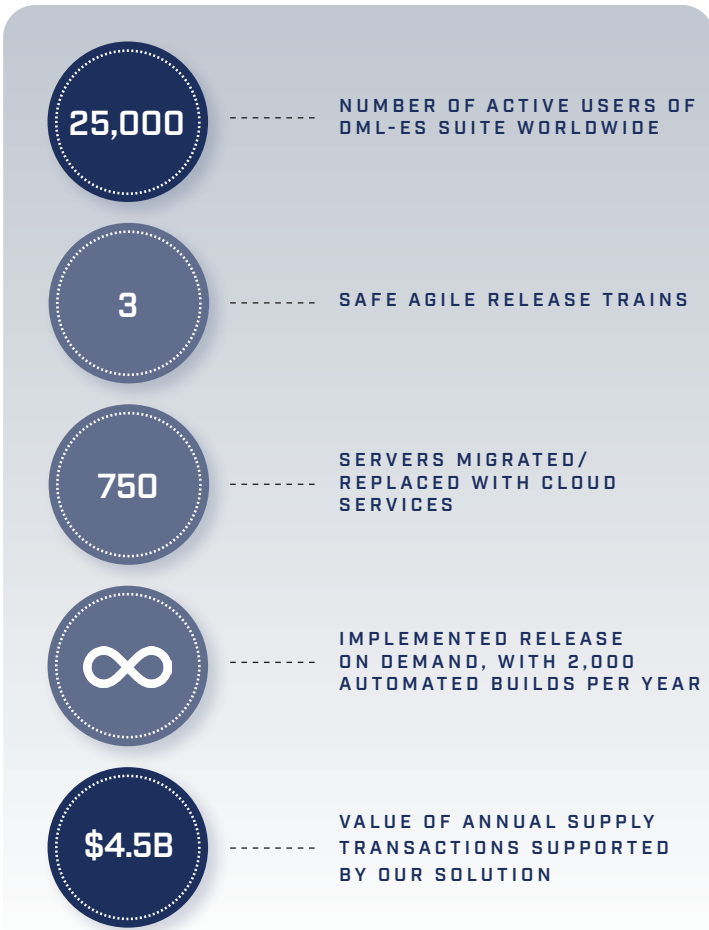 25,000
NUMBER OF ACTIVE USERS OF
DML-ES SUITE WORLDWIDE
3
SAFE AGILE RELEASE TRAINS
750
SERVERS MIGRATED/
REPLACED WITH CLOUD
SERVICES
∞
IMPLEMENTED RELEASE
ON DEMAND, WITH 2,000
AUTOMATED BUILDS PER YEAR
$4.5B
VALUE OF ANNUAL SUPPLY
TRANSACTIONS SUPPORTED
BY OUR SOLUTION